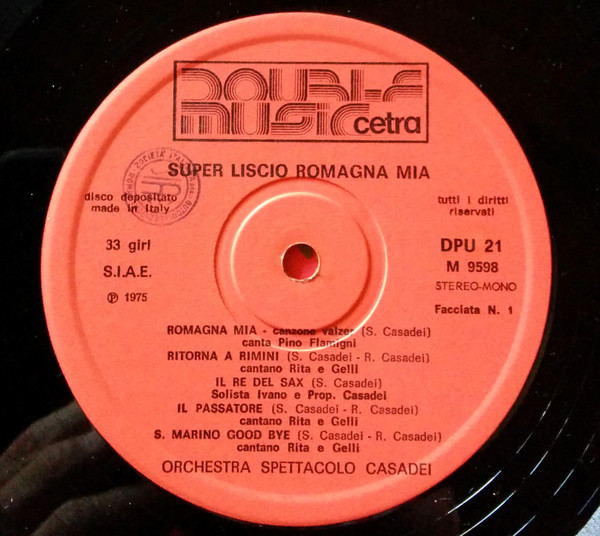 DOUBLE
MUSIC cetra
SUPER LISCIO ROMAGNA MIA
disco depositato
made in Italy
tutti i diritti
riservati
33 giri
S.I.A.E.
℗ 1975
DPU 21
M 9598
STEREO-MONO
Facciata N. 1
ROMAGNA MIA - canzone valzer (S. Casadei)
canta Pino Flamigni
RITORNA A RIMINI (S. Casadei - R. Casadei)
cantano Rita e Gelli
IL RE DEL SAX (S. Casadei)
Solista Ivano e Prop. Casadei
IL PASSATORE (S. Casadei - R. Casadei)
cantano Rita e Gelli
S. MARINO GOOD BYE (S. Casadei - R. Casadei)
cantano Rita e Gelli
ORCHESTRA SPETTACOLO CASADEI